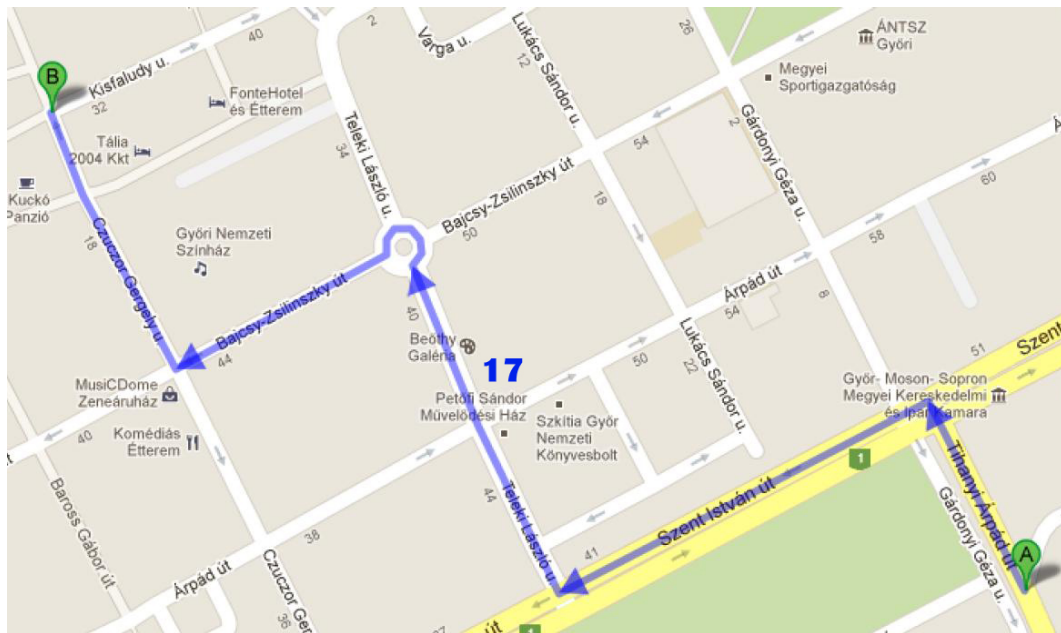 B
Kisfaludy u.
40
32
2
Varga u.
Lukács Sándor u.
12
26
ÁNTSZ
Győri
Megyei
Sportigazgatóság
FonteHotel
és Étterem
Tália
2004 Kkt
Kuckó
Panzió
Teleki László u.
34
54
2
Gárdonyi Géza u.
60
Bajcsy-Zsilinszky út
50
18
58
Győri Nemzeti
Színház
18
Czuczor Gergely u.
Bajcsy-Zsilinszky út
44
40
Beöthy
Galéria
17
Árpád út
54
8
Lukács Sándor u.
22
50
51
Szent
MusiCDome
Zeneáruház
Petőfi Sándor
Művelődési Ház
Szkítia Győr
Nemzeti
Könyvesbolt
Győr- Moson- Sopron
Megyei Kereskedelmi
és Ipar Kamara
40
Komédiás
Étterem
44
Teleki László u.
1
Szent István út
Tihanyi Árpád út
Gárdonyi Géza u.
Baross Gábor út
38
41
A
Árpád út
Czuczor Ger
36
37
út
1